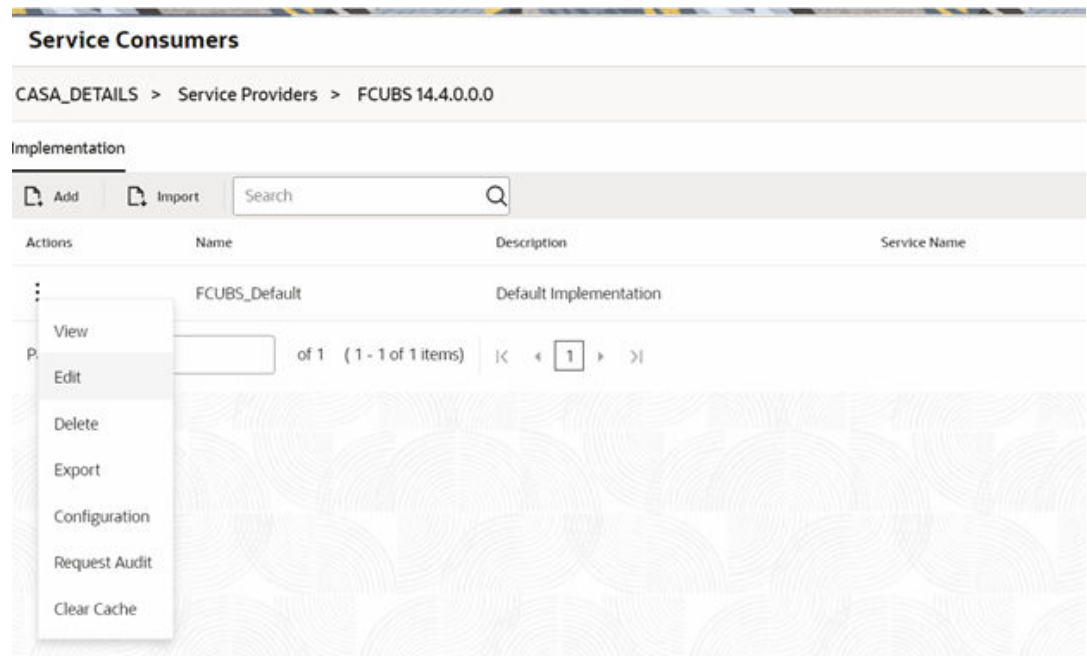 Service Consumers
CASA_DETAILS > Service Providers > FCUBS 14.4.0.0.0
Implementation
Add Import Search
Actions Name Description Service Name
FCUBS_Default Default Implementation
View
of 1 (1 - 1 of 1 items) 1
Edit
Delete
Export
Configuration
Request Audit
Clear Cache